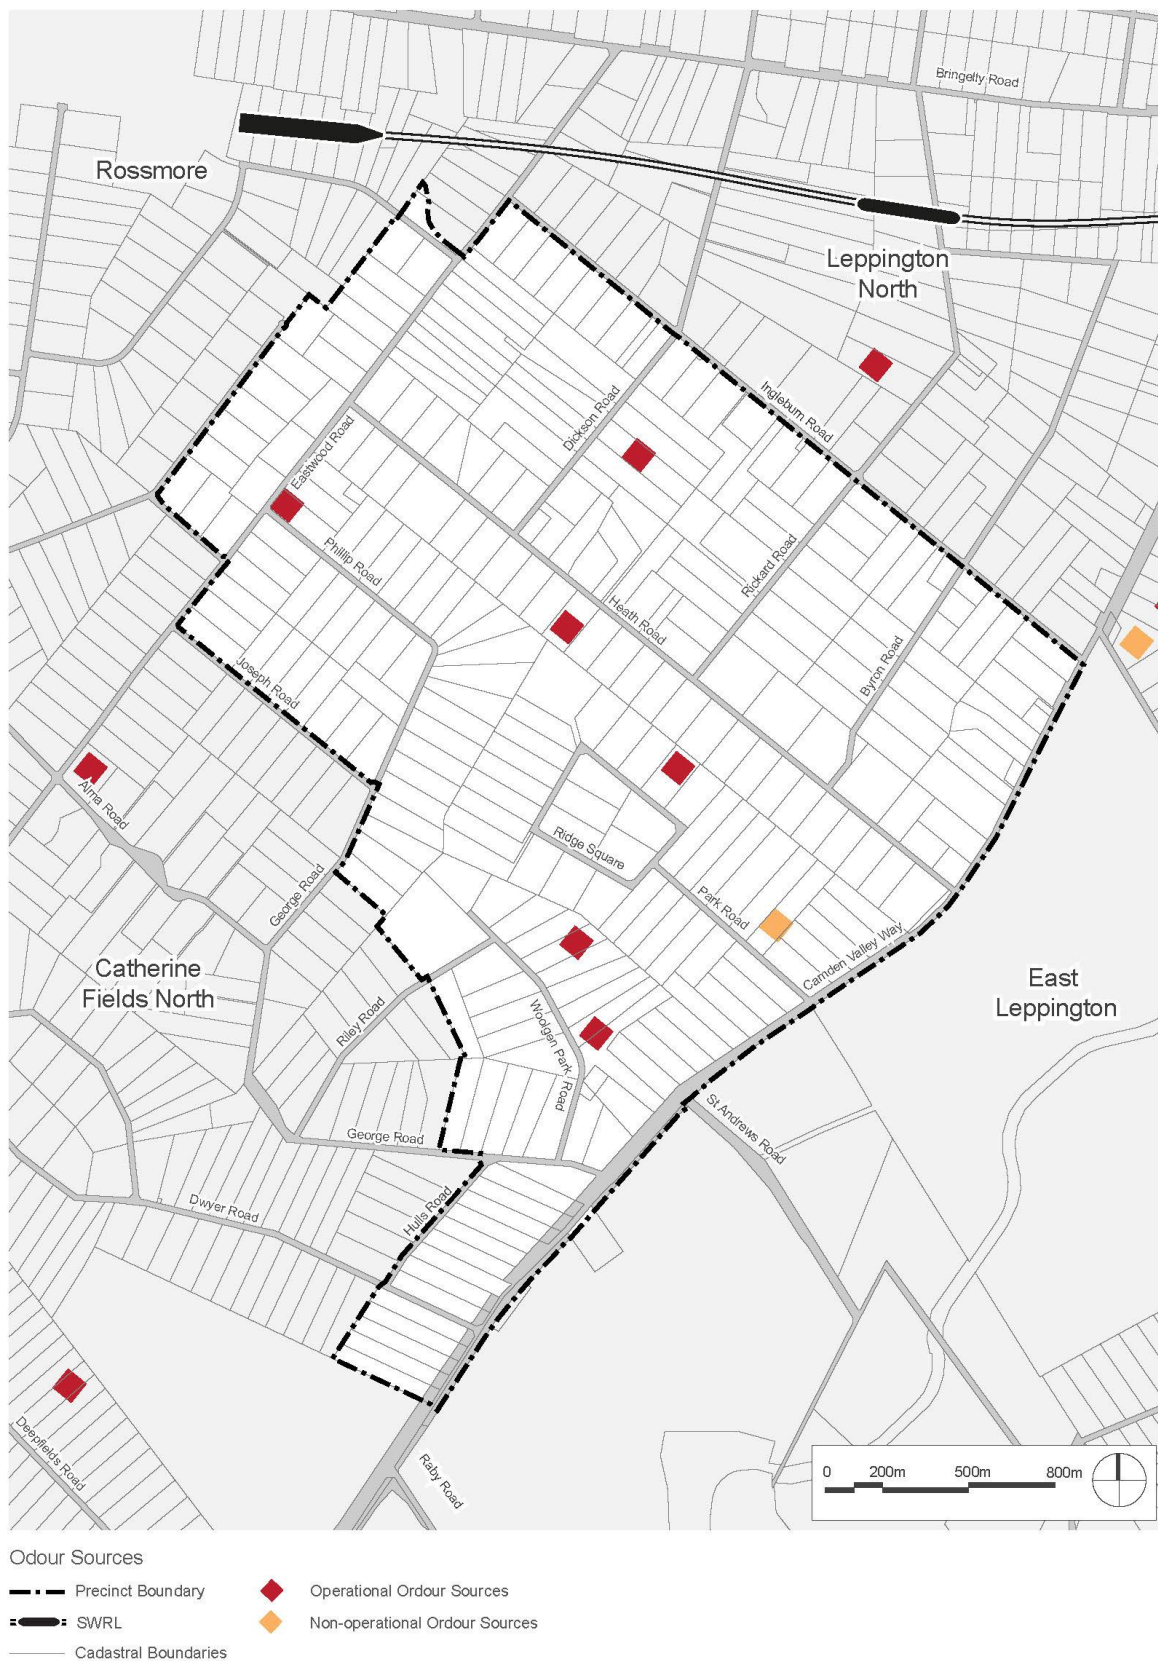 Bringelly Road
Rossmore
Leppington
North
Ingleburn Road
Dickson Road
Eastwood Road
Phillip Road
Rickard Road
Heath Road
Byron Road
Joseph Road
Alma Road
Ridge Square
George Road
Park Road
Camden Valley Way
Catherine
Fields North
East
Leppington
Riley Road
Woolgen Park
Road
St Andrews Road
George Road
Hulls Road
Dwyer Road
Deepfields Road
Raby Road
0 200m 500m 800m
Odour Sources
Precinct Boundary
Operational Ordour Sources
SWRL
Non-operational Ordour Sources
Cadastral Boundaries